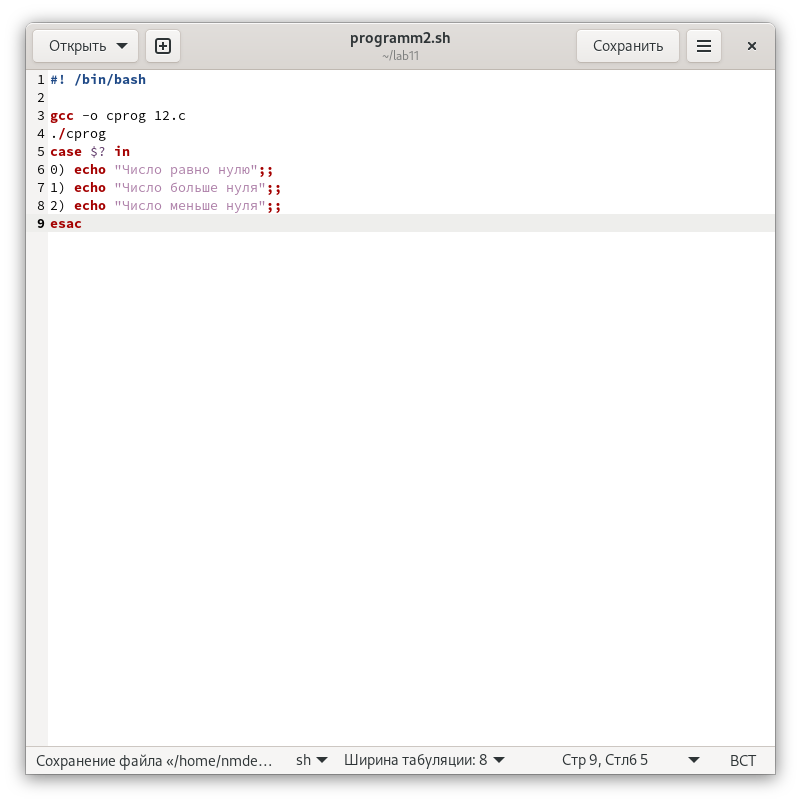 Открыть
programm2.sh
~/lab11
Сохранить
1 #! /bin/bash
2
3 gcc -o cprog 12.c
4 ./cprog
5 case $? in
6 0) echo "Число равно нулю";;
7 1) echo "Число больше нуля";;
8 2) echo "Число меньше нуля";;
9 esac
Сохранение файла «/home/nmde… sh Ширина табуляции: 8 Стр 9, Стлб 5 ВСТ